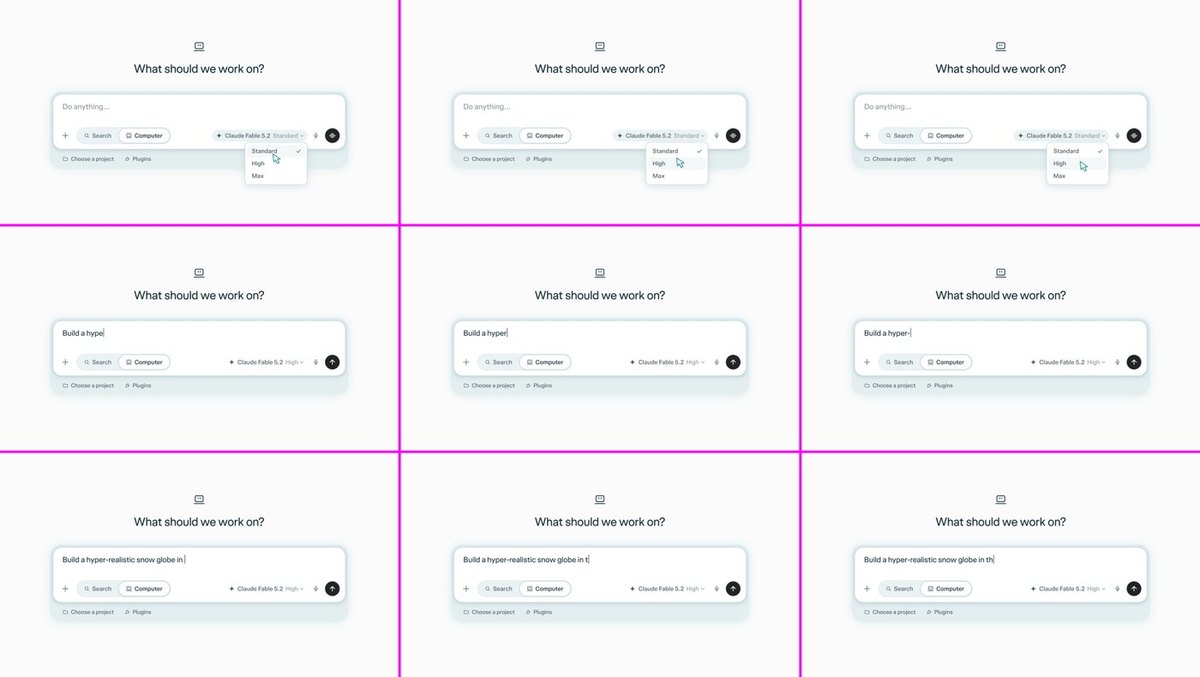 What should we work on?
Do anything...
Search Computer Claude Fable 5.2 Standard
Choose a project Plugins
Standard
High
Max
What should we work on?
Do anything...
Search Computer Claude Fable 5.2 Standard
Choose a project Plugins
Standard
High
Max
What should we work on?
Do anything...
Search Computer Claude Fable 5.2 Standard
Choose a project Plugins
Standard
High
Max
What should we work on?
Build a hype
Search Computer Claude Fable 5.2 High
Choose a project Plugins
What should we work on?
Build a hyper
Search Computer Claude Fable 5.2 High
Choose a project Plugins
What should we work on?
Build a hyper-
Search Computer Claude Fable 5.2 High
Choose a project Plugins
What should we work on?
Build a hyper-realistic snow globe in
Search Computer Claude Fable 5.2 High
Choose a project Plugins
What should we work on?
Build a hyper-realistic snow globe in t
Search Computer Claude Fable 5.2 High
Choose a project Plugins
What should we work on?
Build a hyper-realistic snow globe in th
Search Computer Claude Fable 5.2 High
Choose a project Plugins